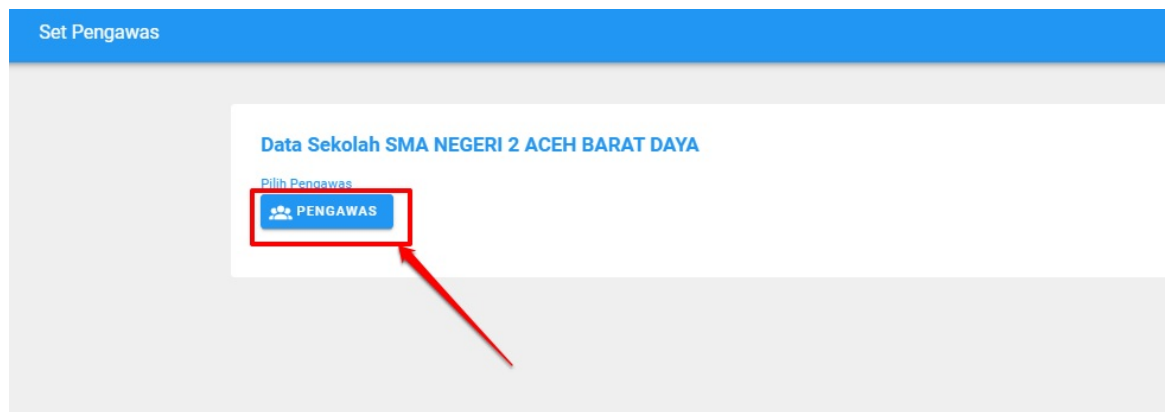 Set Pengawas
Data Sekolah SMA NEGERI 2 ACEH BARAT DAYA
Pilih Pengawas
PENGAWAS